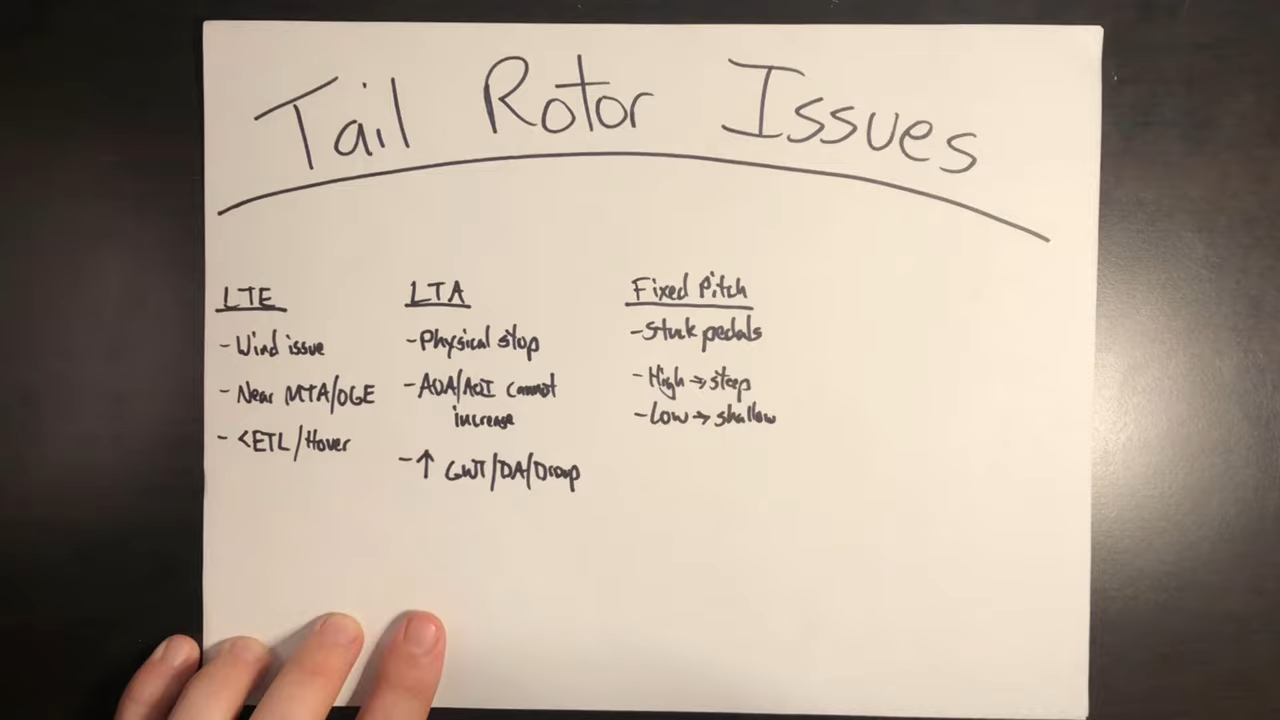 Tail Rotor Issues
LTE
- Wind issue
- Near MTA/OGE
- <ETL/Hover
LTA
- Physical stop
- AOA/AOI cannot
increase
- ↑ GWT/DA/Droop
Fixed Pitch
- Stuck pedals
- High → steep
- Low → shallow